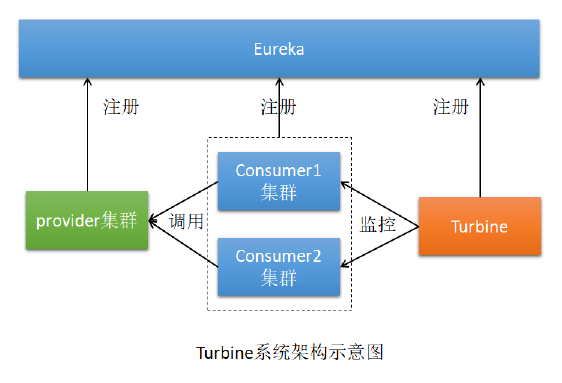 Eureka
注册
注册
注册
Consumer1
集群
provider集群
调用
监控
Turbine
Consumer2
集群
Turbine系统架构示意图